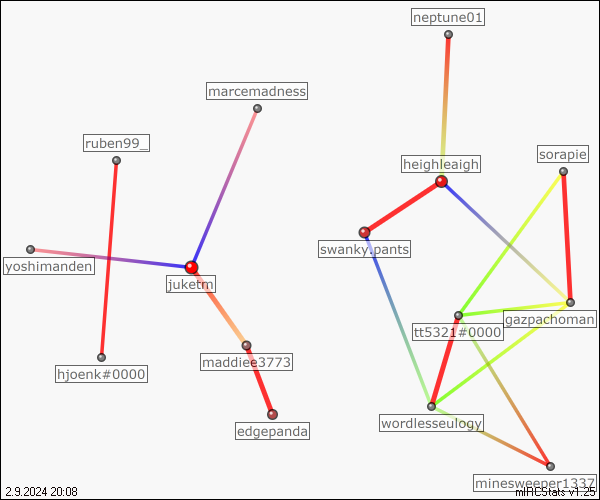 neptune01
marcemadness
ruben99_
heighleaigh
sorapie
swanky.pants
yoshimanden
juketm
gazpachoman
tt5321#0000
maddiee3773
hjoenk#0000
wordlesseulogy
edgepanda
minesweeper1337
2.9.2024 20:08
mIRCStats v1.25